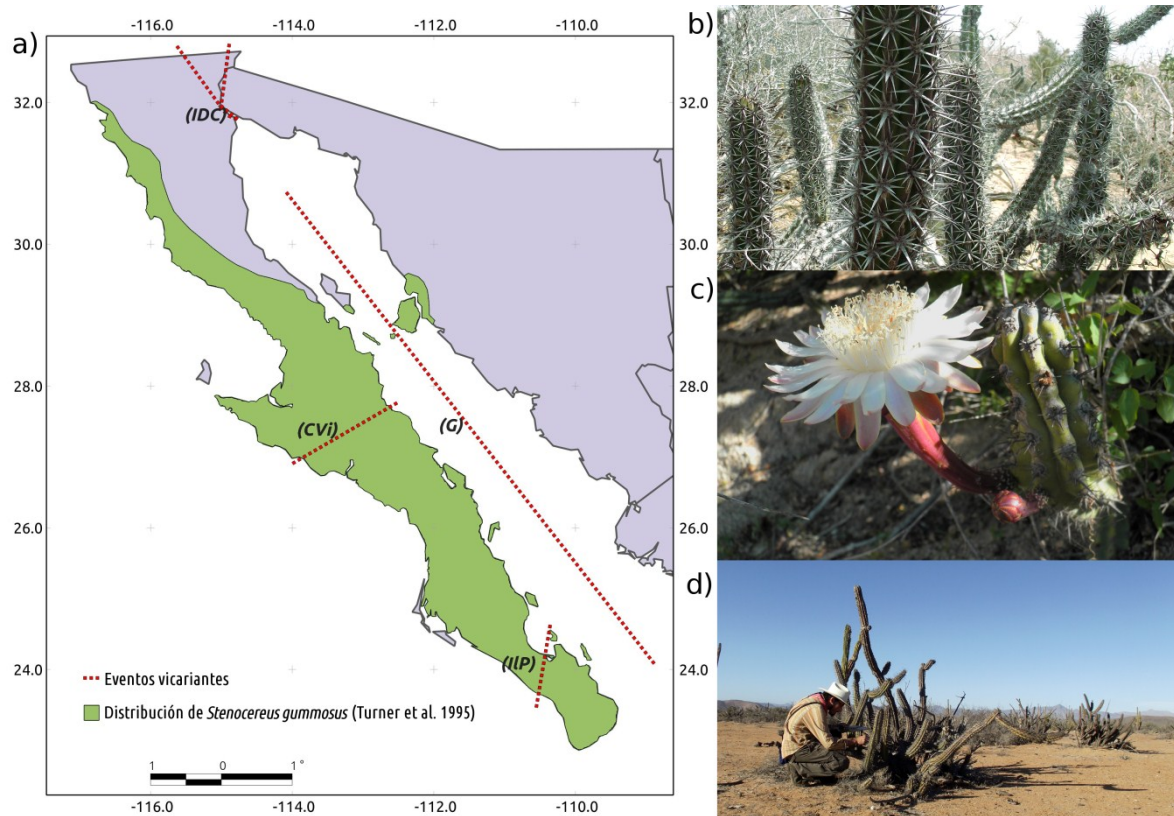 a)
-116.0 -114.0 -112.0 -110.0
32.0
30.0
28.0
26.0
24.0
32.0
30.0
28.0
26.0
24.0
(IDC)
(CVi)
(G)
(IlP)
Eventos vicariantes
Distribución de Stenocereus gummosus (Turner et al. 1995)
1 0 1 °
-116.0 -114.0 -112.0 -110.0
b)
c)
d)